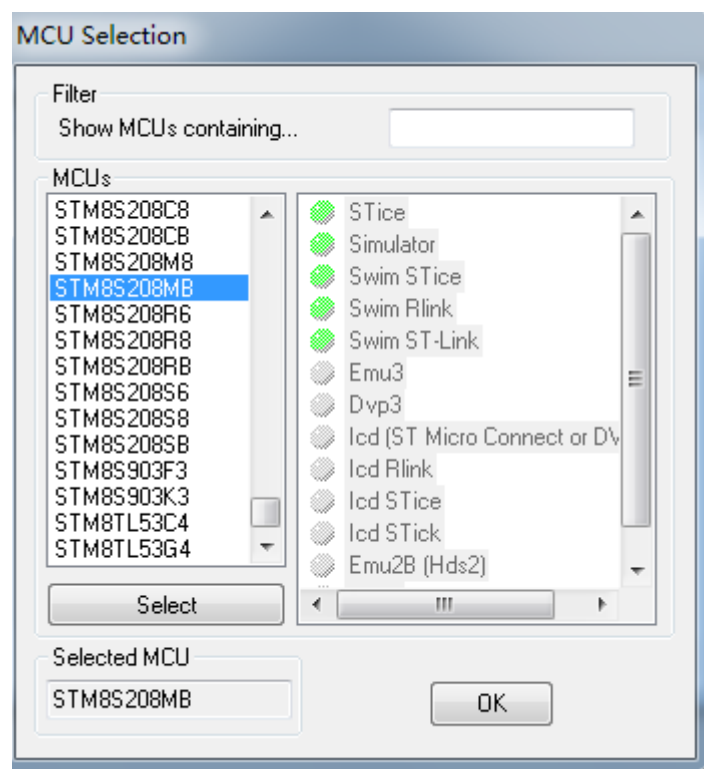 MCU Selection
Filter
Show MCUs containing...
MCUs
STM8S208C8
STM8S208CB
STM8S208M8
STM8S208MB
STM8S208R6
STM8S208R8
STM8S208RB
STM8S208S6
STM8S208S8
STM8S208SB
STM8S903F3
STM8S903K3
STM8TL53C4
STM8TL53G4
STice
Simulator
Swim STice
Swim Rlink
Swim ST-Link
Emu3
Dvp3
Icd (ST Micro Connect or DV
Icd Rlink
Icd STice
Icd STick
Emu2B (Hds2)
Select
Selected MCU
STM8S208MB
OK